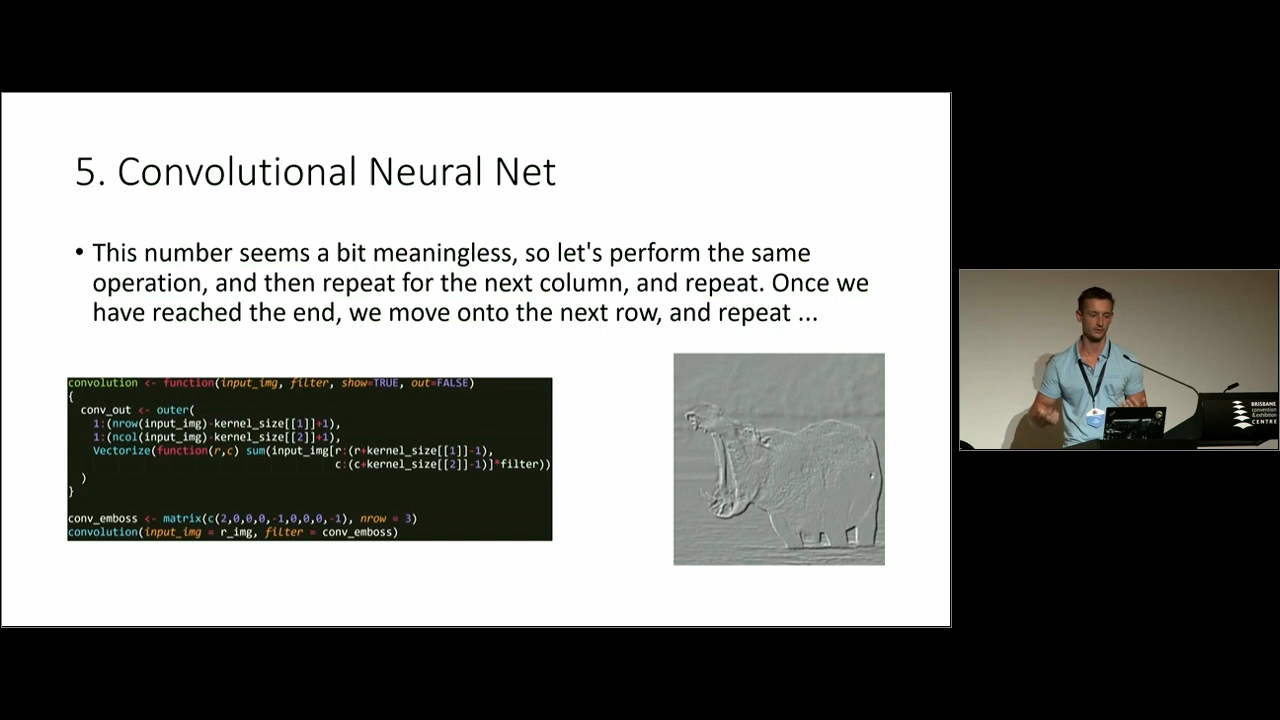 5. Convolutional Neural Net
• This number seems a bit meaningless, so let's perform the same
operation, and then repeat for the next column, and repeat. Once we
have reached the end, we move onto the next row, and repeat ...
convolution <- function(input_img, filter, show=TRUE, out=FALSE)
{
conv_out <- outer(
1:(nrow(input_img)-kernel_size[[1]]+1),
1:(ncol(input_img)-kernel_size[[2]]+1),
Vectorize(function(r,c) sum(input_img[r:(r+kernel_size[[1]]-1),
c:(c+kernel_size[[2]]-1)]*filter))
)
}
conv_emboss <- matrix(c(2,0,0,0,-1,0,0,0,-1), nrow = 3)
convolution(input_img = r_img, filter = conv_emboss)
BRISBANE
convention
& exhibition
CENTRE